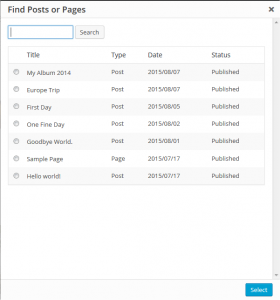 Find Posts or Pages
Search
Title Type Date Status
My Album 2014 Post 2015/08/07 Published
Europe Trip Post 2015/08/07 Published
First Day Post 2015/08/05 Published
One Fine Day Post 2015/08/02 Published
Goodbye World. Post 2015/08/01 Published
Sample Page Page 2015/07/17 Published
Hello world! Post 2015/07/17 Published
Select